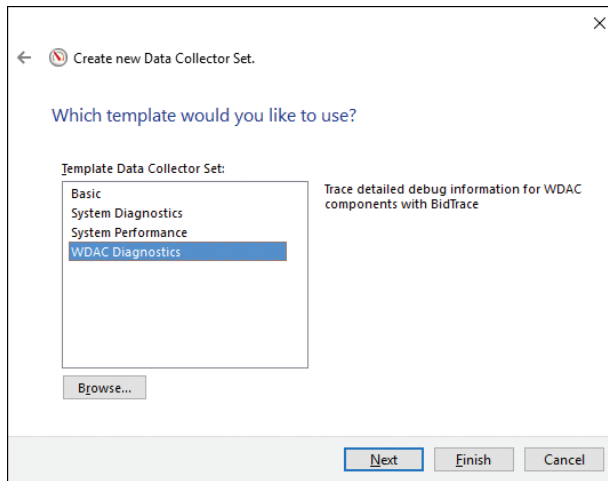 Create new Data Collector Set.
Which template would you like to use?
Template Data Collector Set:
Basic
System Diagnostics
System Performance
WDAC Diagnostics
Trace detailed debug information for WDAC
components with BidTrace
Browse...
Next
Finish
Cancel